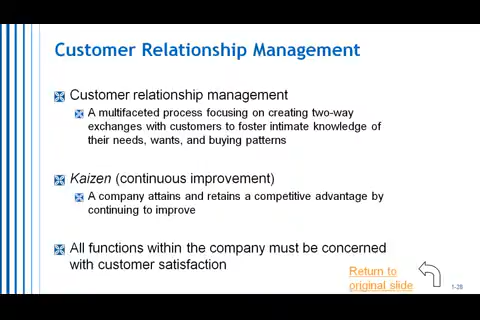 Customer Relationship Management
Customer relationship management
A multifaceted process focusing on creating two-way
exchanges with customers to foster intimate knowledge of
their needs, wants, and buying patterns
Kaizen (continuous improvement)
A company attains and retains a competitive advantage by
continuing to improve
All functions within the company must be concerned
with customer satisfaction
Return to
original slide
1-28